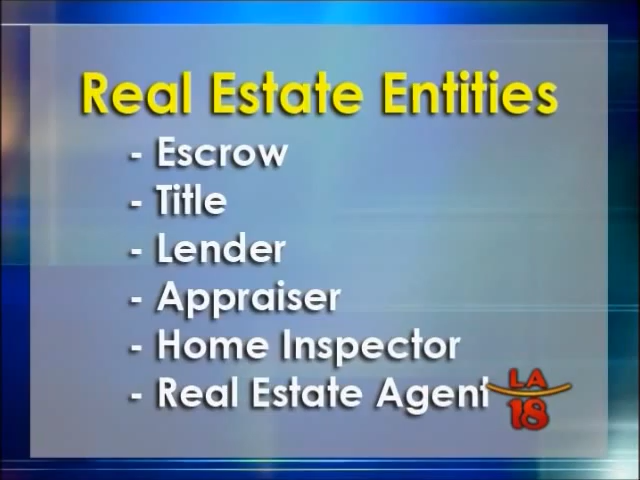 Real Estate Entities
- Escrow
- Title
- Lender
- Appraiser
- Home Inspector
- Real Estate Agent
LA
18